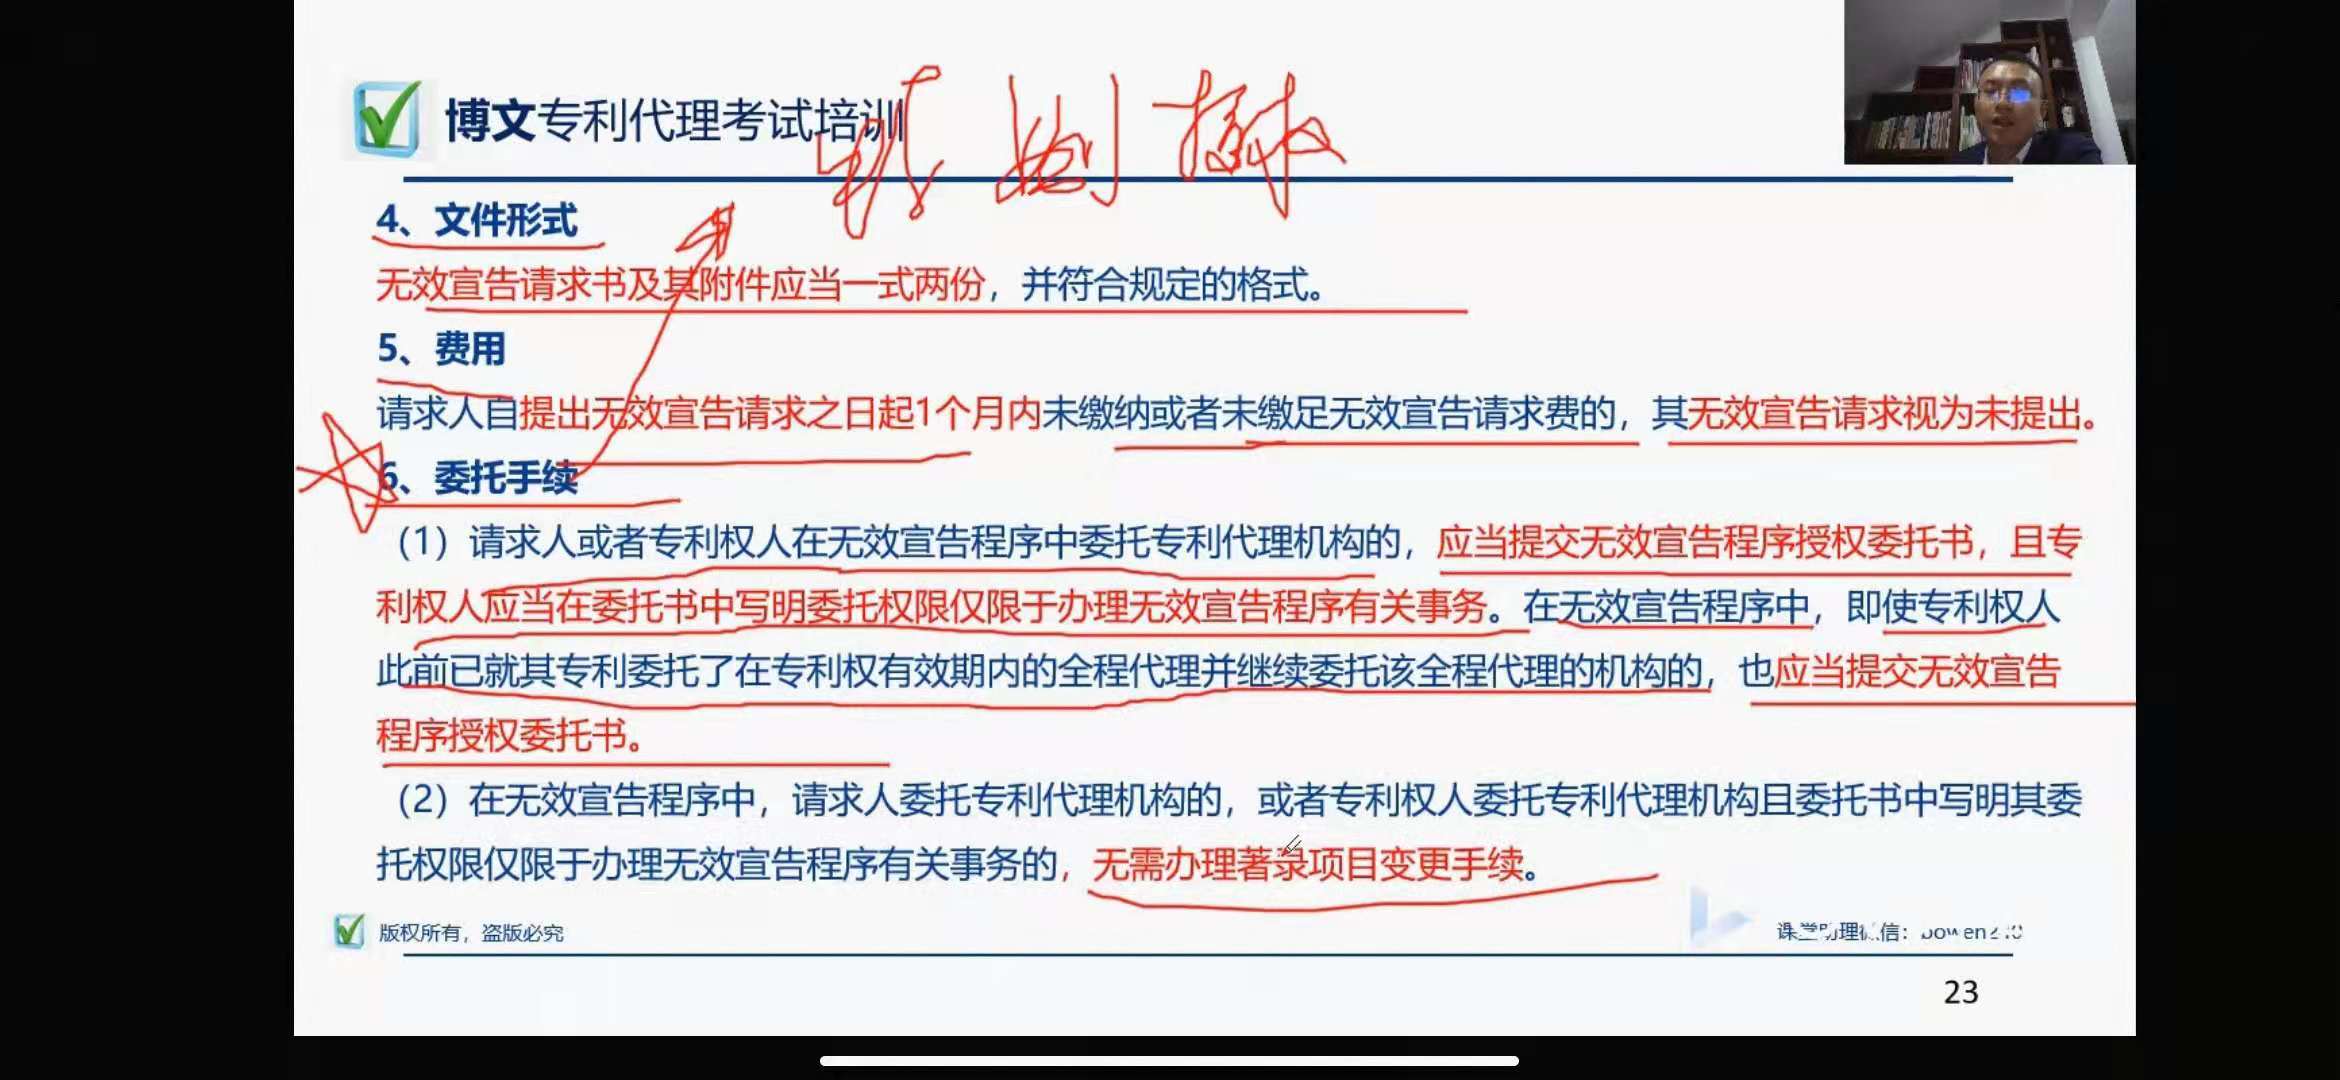 博文专利代理考试培训
4、文件形式
无效宣告请求书及其附件应当一式两份，并符合规定的格式。
5、费用
请求人自提出无效宣告请求之日起1个月内未缴纳或者未缴足无效宣告请求费的，其无效宣告请求视为未提出。
6、委托手续
（1）请求人或者专利权人在无效宣告程序中委托专利代理机构的，应当提交无效宣告程序授权委托书，且专
利权人应当在委托书中写明委托权限仅限于办理无效宣告程序有关事务。在无效宣告程序中，即使专利权人
此前已就其专利委托了在专利权有效期内的全程代理并继续委托该全程代理的机构的，也应当提交无效宣告
程序授权委托书。
（2）在无效宣告程序中，请求人委托专利代理机构的，或者专利权人委托专利代理机构且委托书中写明其委
托权限仅限于办理无效宣告程序有关事务的，无需办理著录项目变更手续。
版权所有，盗版必究
23